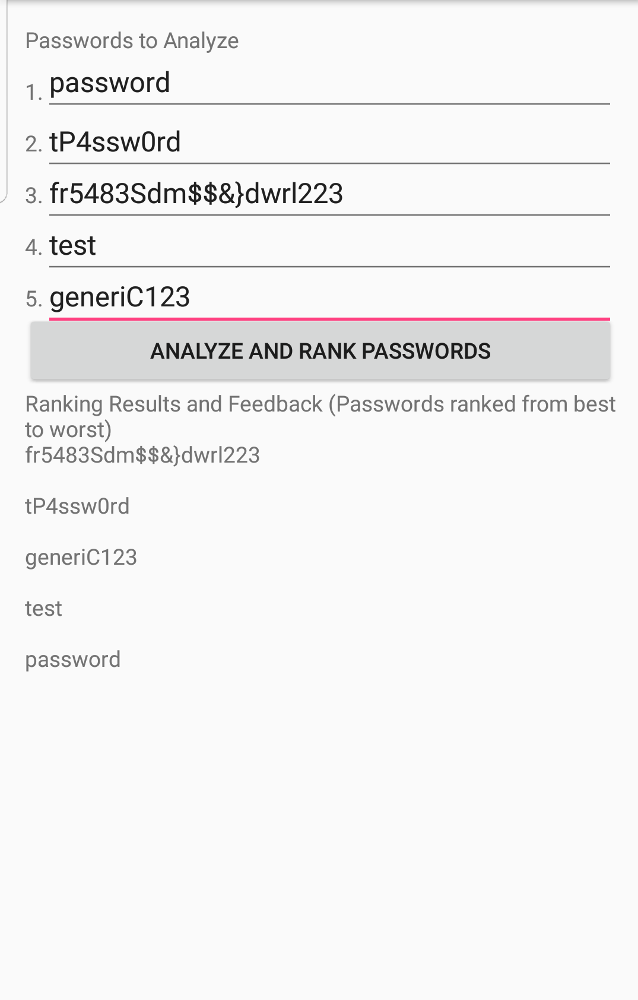 Passwords to Analyze
1. password
2. tP4ssw0rd
3. fr5483Sdm$$&}dwrl223
4. test
5. generiC123
ANALYZE AND RANK PASSWORDS
Ranking Results and Feedback (Passwords ranked from best
to worst)
fr5483Sdm$$&}dwrl223
tP4ssw0rd
generiC123
test
password